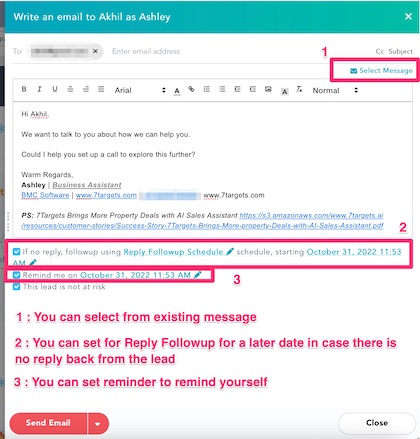 Write an email to Akhil as Ashley
×
To
×
Enter email address
Cc Subject
1
Select Message
B I U S
Arial
A
A
Normal
Hi Akhil,
We want to talk to you about how we can help you.
Could I help you set up a call to explore this further?
Warm Regards,
Ashley | Business Assistant
BMC Software | www.7targets.com www.7targets.com
PS: 7Targets Brings More Property Deals with AI Sales Assistant https://s3.amazonaws.com/www.7targets.ai
/resources/customer-stories/Success-Story-7Targets-Brings-More-property-Deals-with-AI-Sales-Assistant.pdf
2
If no reply, followup using Reply Followup Schedule schedule, starting October 31, 2022 11:53
AM
Remind me on October 31, 2022 11:53 AM
3
This lead is not at risk
1 : You can select from existing message
2 : You can set for Reply Followup for a later date in case there is
no reply back from the lead
3 : You can set reminder to remind yourself
Send Email
Close